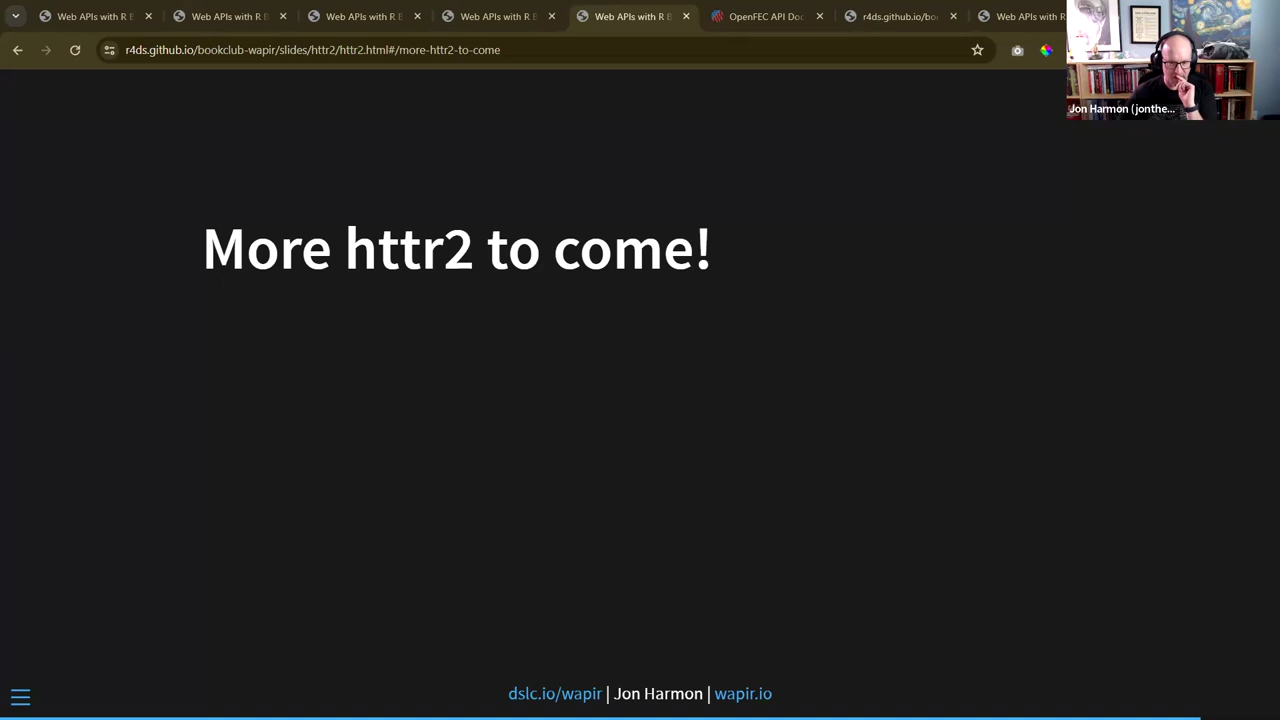 Web APIs with R B
Web APIs with R B
Web APIs with R B
Web APIs with R B
Web APIs with R B
OpenFEC API Doc
r4ds.github.io/bo
Web APIs with R
r4ds.github.io/bookclub-wapir/slides/httr2/httr2.html#/more-httr2-to-come
Jon Harmon (jonthe...
More httr2 to come!
dslc.io/wapir | Jon Harmon | wapir.io